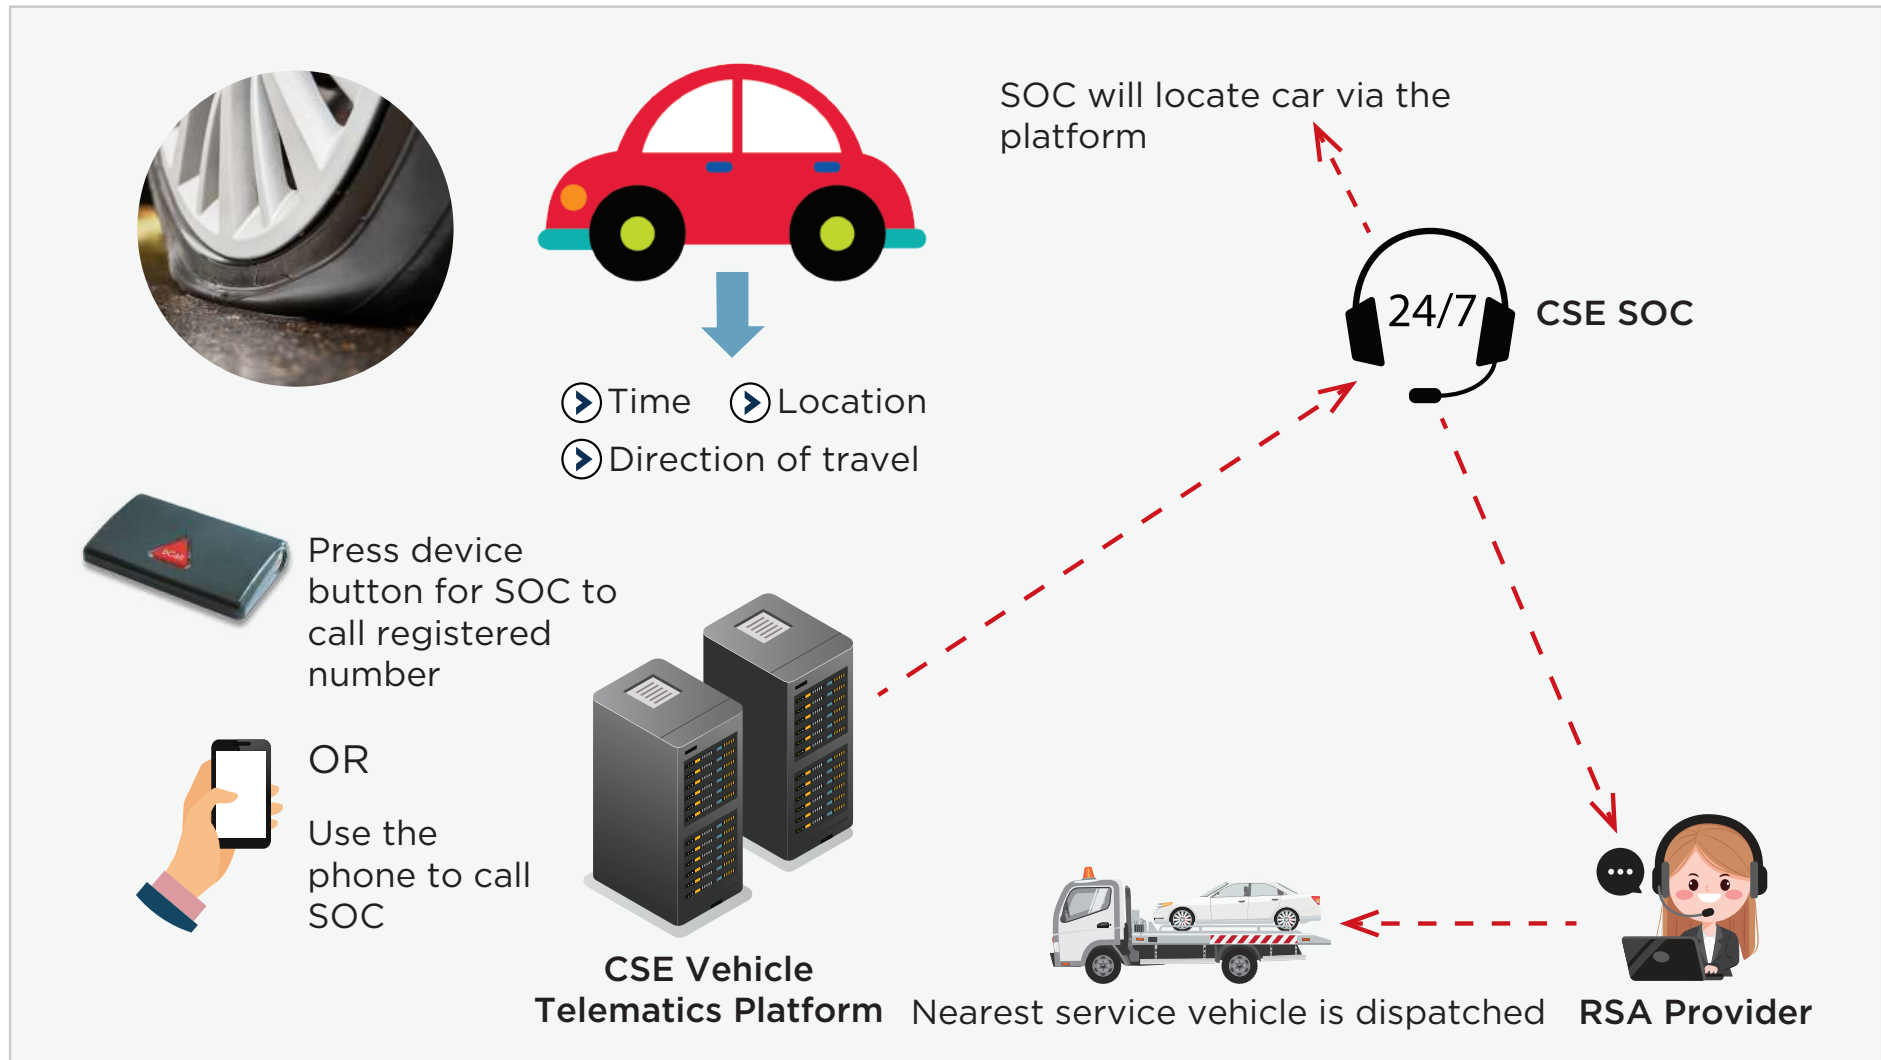 SOC will locate car via the
platform
24/7
CSE SOC
Time
Location
Direction of travel
bCall
Press device
button for SOC to
call registered
number
OR
Use the
phone to call
SOC
CSE Vehicle
Telematics Platform
Nearest service vehicle is dispatched
RSA Provider